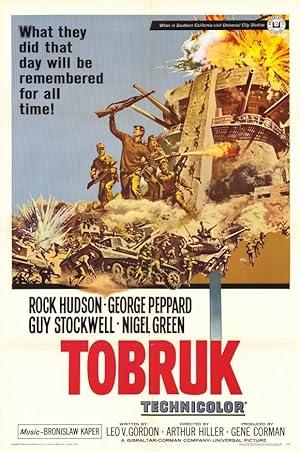 When in Southern California visit Universal City Studios
What they
did that
day will be
remembered
for all
time!
ROCK HUDSON · GEORGE PEPPARD
GUY STOCKWELL · NIGEL GREEN
TOBRUK
TECHNICOLOR®
Music-BRONISLAW KAPER
WRITTEN BY
LEO V. GORDON
DIRECTED BY
ARTHUR HILLER
PRODUCED BY
GENE CORMAN
A GIBRALTAR-CORMAN COMPANY-UNIVERSAL PICTURE